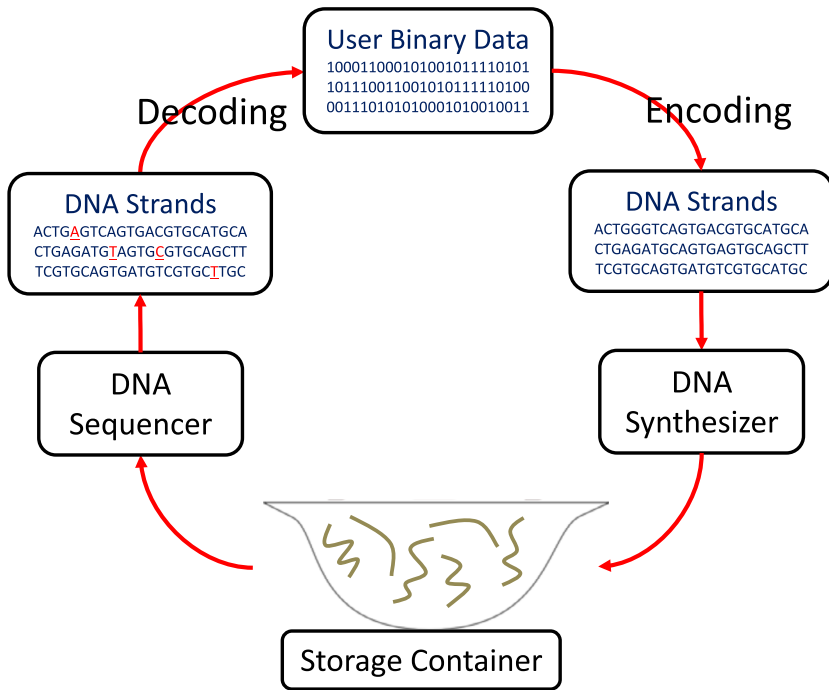 User Binary Data
100011000101001011110101
101110011001010111110100
001110101010001010010011
Decoding
Encoding
DNA Strands
ACTGAGTCAGTGACGTGCATGCA
CTGAGATGTAGTGCGTGCAGCTT
TCGTGCAGTGATGTCGTGCTTGC
DNA Strands
ACTGGGTCAGTGACGTGCATGCA
CTGAGATGCAGTGAGTGCAGCTT
TCGTGCAGTGATGTCGTGCATGC
DNA
Sequencer
DNA
Synthesizer
Storage Container